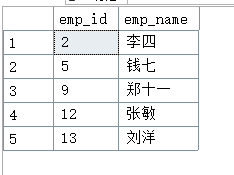 emp_id emp_name
1 2 李四
2 5 钱七
3 9 郑十一
4 12 张敏
5 13 刘洋